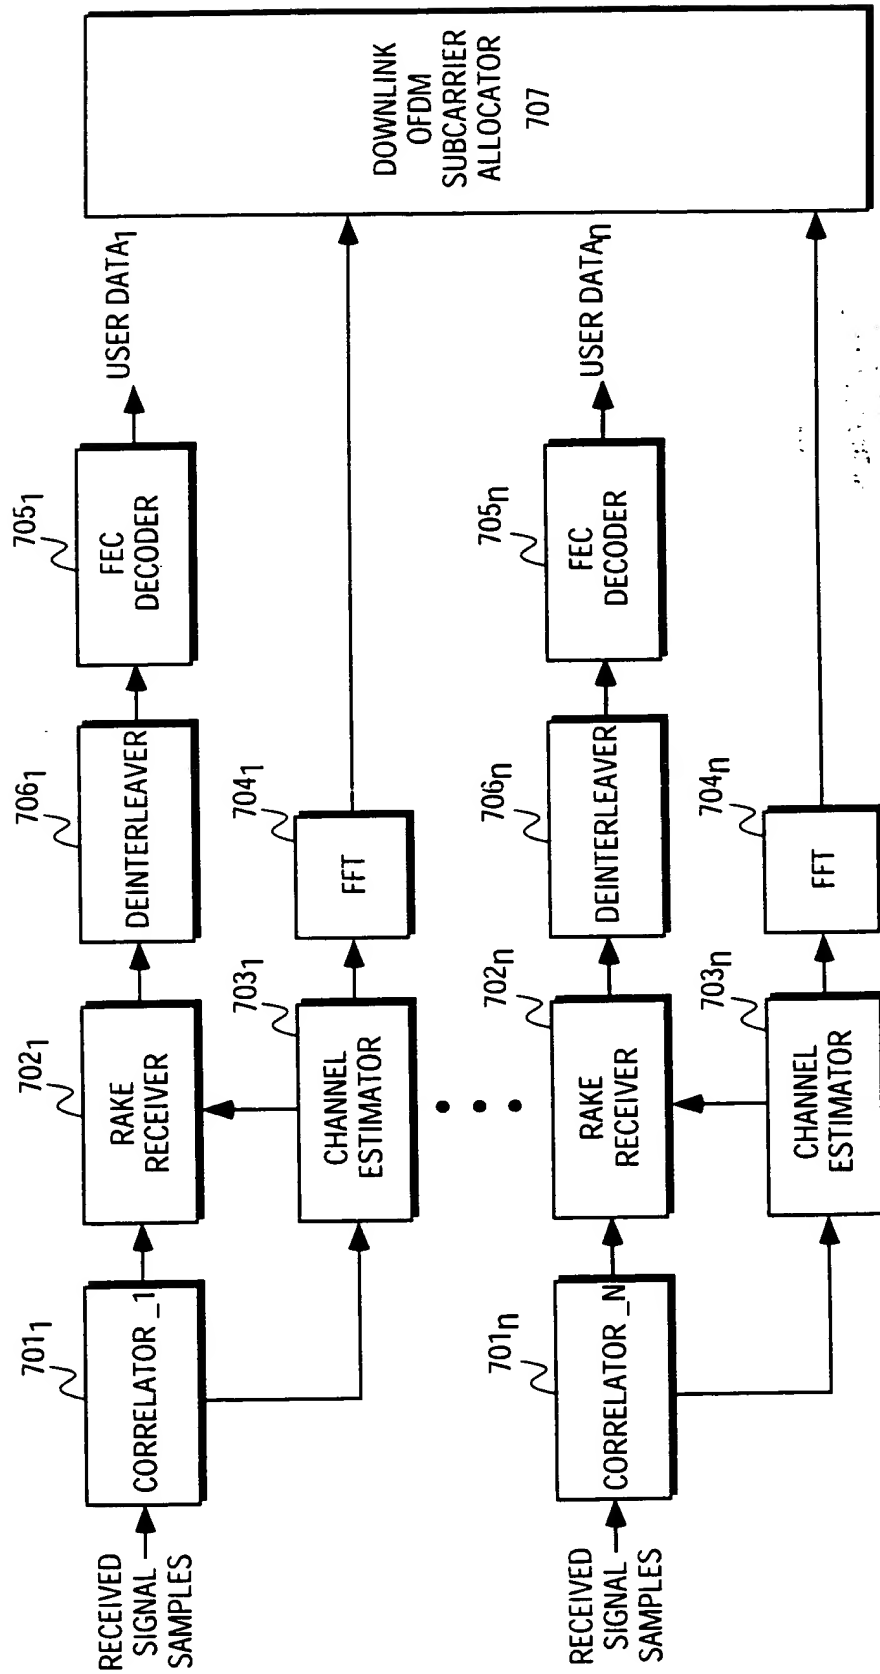 RECEIVED
SIGNAL
SAMPLES
701₁
CORRELATOR_1
702₁
RAKE
RECEIVER
703₁
CHANNEL
ESTIMATOR
706₁
DEINTERLEAVER
704₁
FFT
705₁
FEC
DECODER
USER DATA₁
RECEIVED
SIGNAL
SAMPLES
701ₙ
CORRELATOR_N
702ₙ
RAKE
RECEIVER
703ₙ
CHANNEL
ESTIMATOR
706ₙ
DEINTERLEAVER
704ₙ
FFT
705ₙ
FEC
DECODER
USER DATAₙ
DOWNLINK
OFDM
SUBCARRIER
ALLOCATOR
707